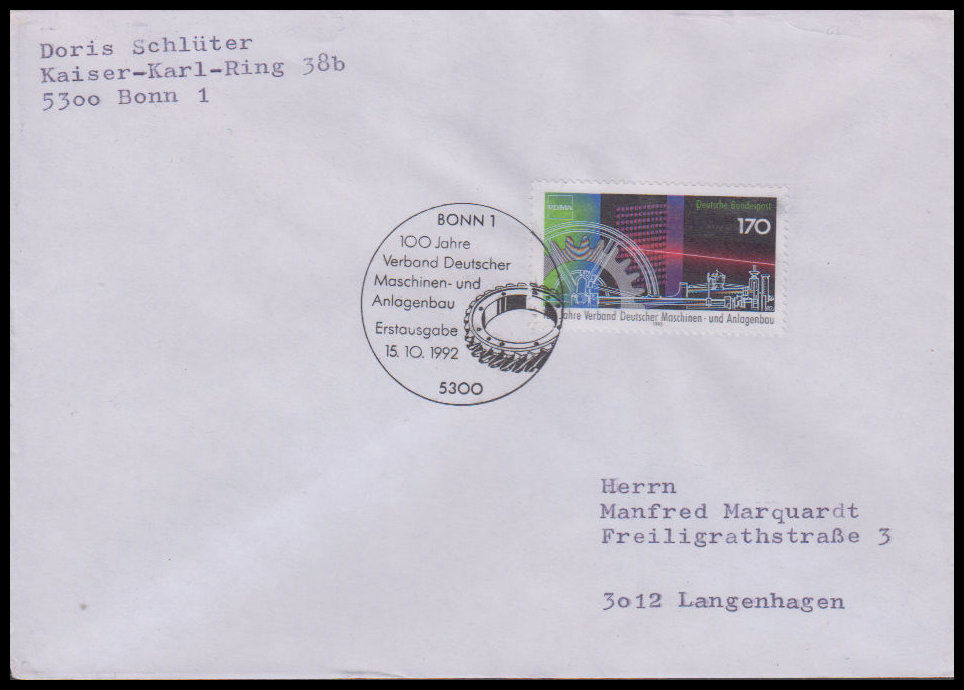 Doris Schlüter
Kaiser-Karl-Ring 38b
5300 Bonn 1
BONN 1
100 Jahre
Verband Deutscher
Maschinen- und
Anlagenbau
Erstausgabe
15. 10. 1992
5300
VDMA
Deutsche Bundespost
170
Jahre Verband Deutscher Maschinen- und Anlagenbau
Herrn
Manfred Marquardt
Freiligrathstraße 3
3012 Langenhagen